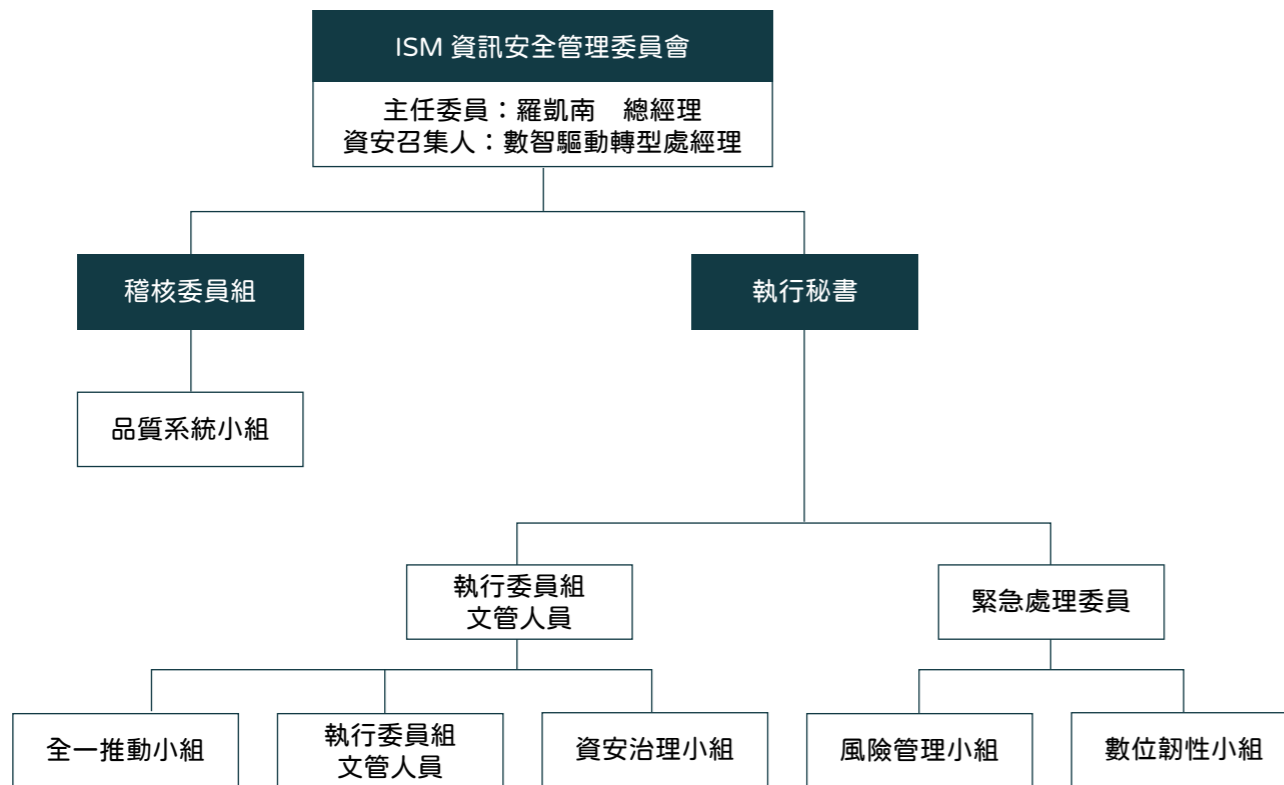 ISM 資訊安全管理委員會
主任委員：羅凱南　總經理
資安召集人：數智驅動轉型處經理
稽核委員組
執行秘書
品質系統小組
執行委員組
文管人員
緊急處理委員
全一推動小組
執行委員組
文管人員
資安治理小組
風險管理小組
數位韌性小組